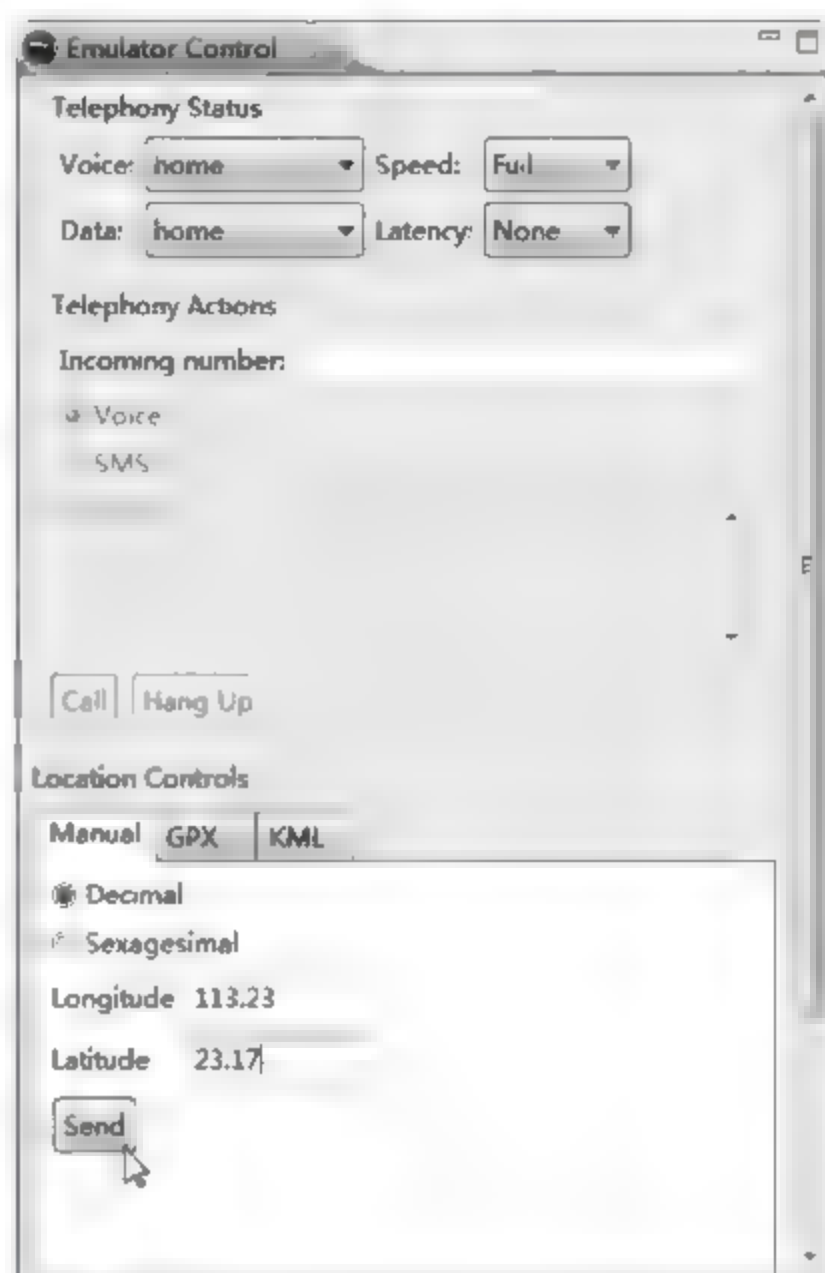 Emulator Control
Telephony Status
Voice: home Speed: Full
Data: home Latency: None
Telephony Actions
Incoming number:
Voice
SMS
Call Hang Up
Location Controls
Manual GPX KML
Decimal
Sexagesimal
Longitude 113.23
Latitude 23.17
Send